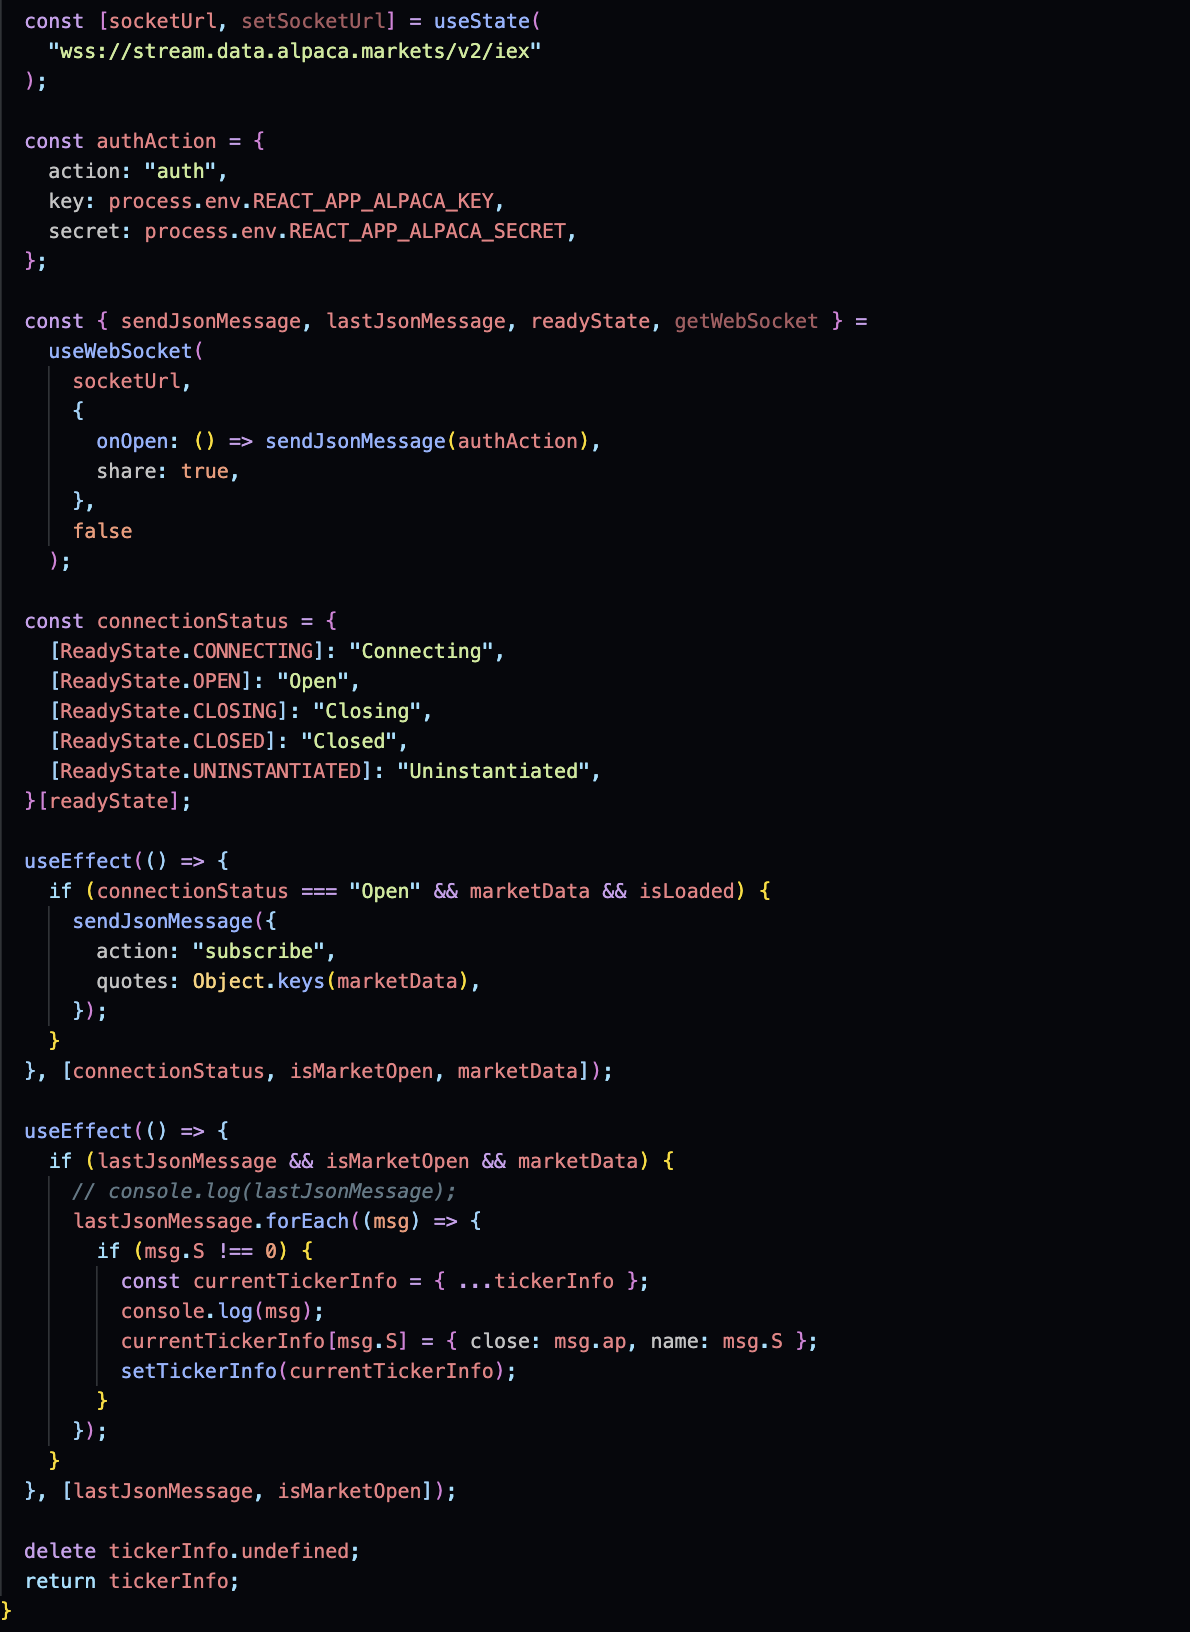 const [socketUrl, setSocketUrl] = useState(
"wss://stream.data.alpaca.markets/v2/iex"
);
const authAction = {
action: "auth",
key: process.env.REACT_APP_ALPACA_KEY,
secret: process.env.REACT_APP_ALPACA_SECRET,
};
const { sendJsonMessage, lastJsonMessage, readyState, getWebSocket } =
useWebSocket(
socketUrl,
{
onOpen: () => sendJsonMessage(authAction),
share: true,
},
false
);
const connectionStatus = {
[ReadyState.CONNECTING]: "Connecting",
[ReadyState.OPEN]: "Open",
[ReadyState.CLOSING]: "Closing",
[ReadyState.CLOSED]: "Closed",
[ReadyState.UNINSTANTIATED]: "Uninstantiated",
}[readyState];
useEffect(() => {
if (connectionStatus === "Open" && marketData && isLoaded) {
sendJsonMessage({
action: "subscribe",
quotes: Object.keys(marketData),
});
}
}, [connectionStatus, isMarketOpen, marketData]);
useEffect(() => {
if (lastJsonMessage && isMarketOpen && marketData) {
// console.log(lastJsonMessage);
lastJsonMessage.forEach((msg) => {
if (msg.S !== 0) {
const currentTickerInfo = { ...tickerInfo };
console.log(msg);
currentTickerInfo[msg.S] = { close: msg.ap, name: msg.S };
setTickerInfo(currentTickerInfo);
}
});
}
}, [lastJsonMessage, isMarketOpen]);
delete tickerInfo.undefined;
return tickerInfo;
}